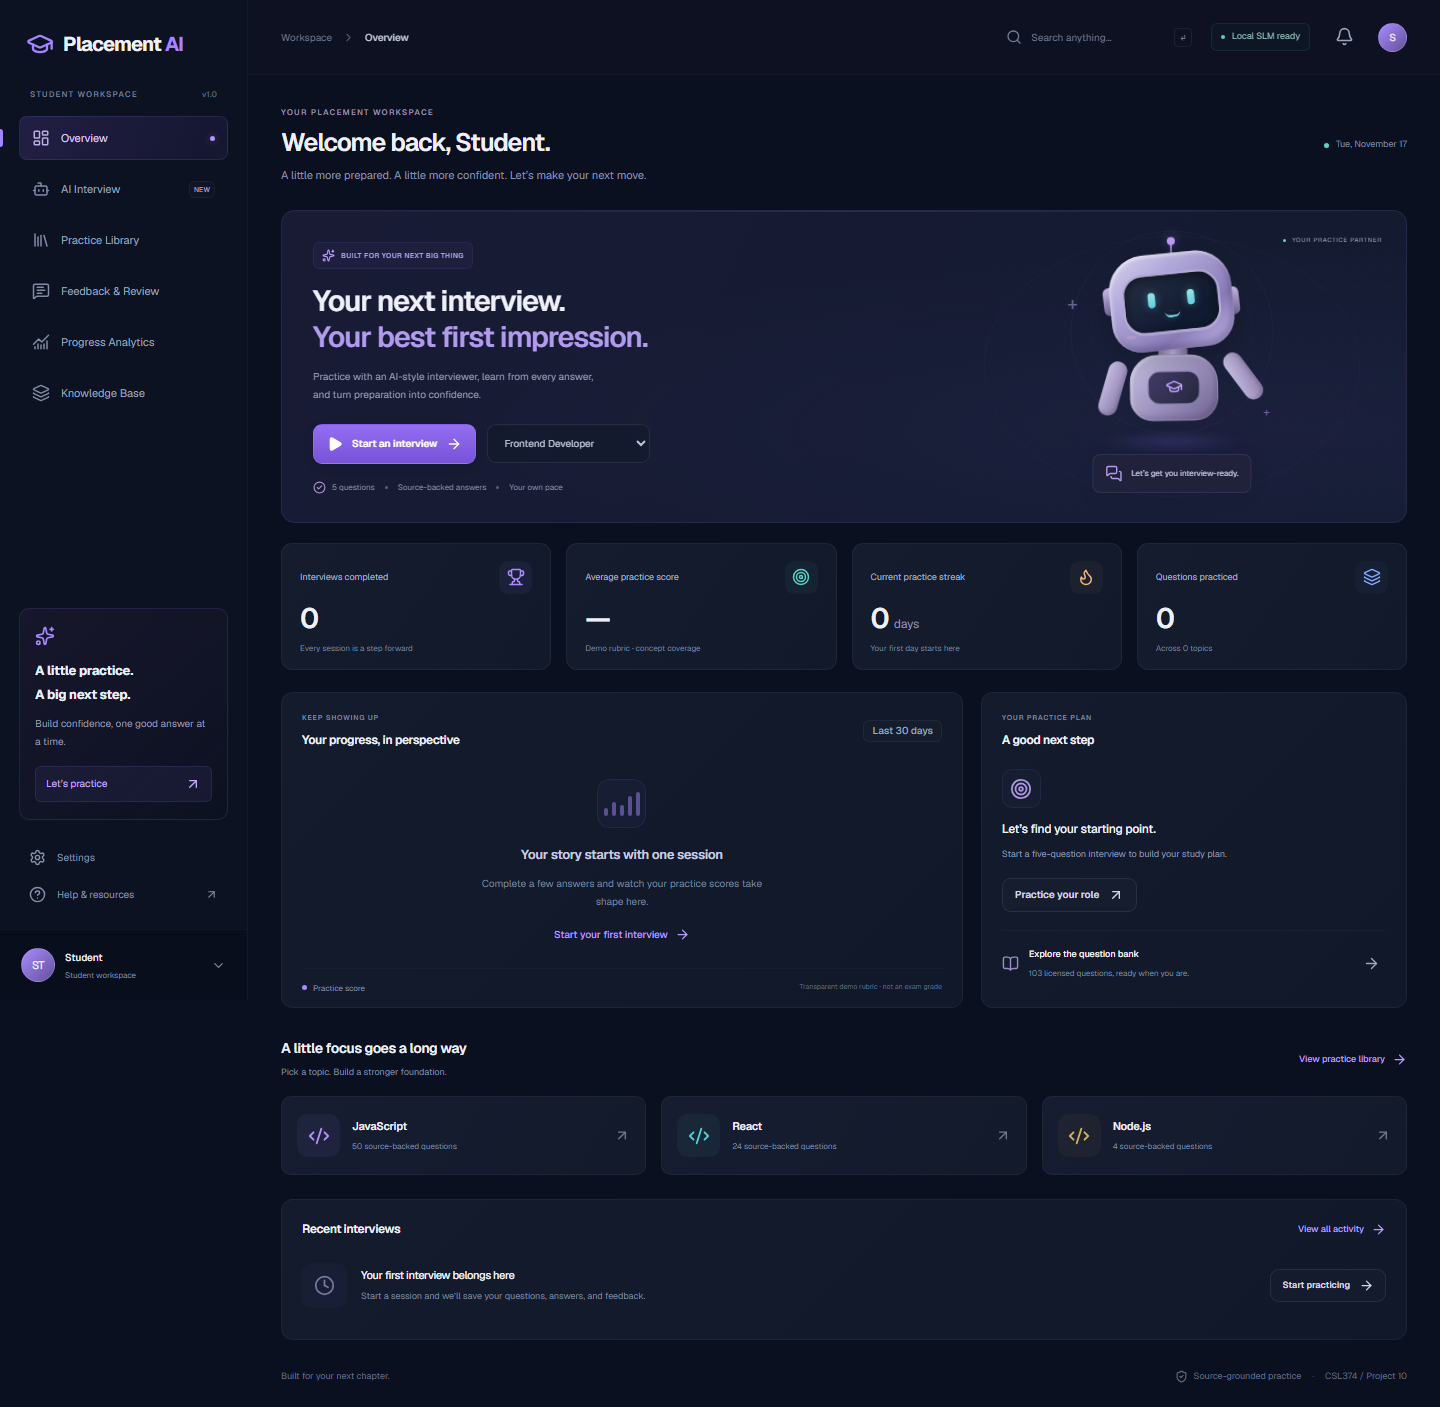 Placement AI
STUDENT WORKSPACE v1.0
Overview
AI Interview NEW
Practice Library
Feedback & Review
Progress Analytics
Knowledge Base
A little practice.
A big next step.
Build confidence, one good answer at
a time.
Let's practice
Settings
Help & resources
ST
Student
Student workspace
Workspace Overview
Search anything...
Local SLM ready
S
YOUR PLACEMENT WORKSPACE
Welcome back, Student.
A little more prepared. A little more confident. Let's make your next move.
Tue, November 17
BUILT FOR YOUR NEXT BIG THING
Your next interview.
Your best first impression.
Practice with an AI-style interviewer, learn from every answer,
and turn preparation into confidence.
Start an interview
Frontend Developer
5 questions • Source-backed answers • Your own pace
YOUR PRACTICE PARTNER
Let's get you interview-ready.
Interviews completed
0
Every session is a step forward
Average practice score
—
Demo rubric · concept coverage
Current practice streak
0 days
Your first day starts here
Questions practiced
0
Across 0 topics
KEEP SHOWING UP
Your progress, in perspective
Last 30 days
Your story starts with one session
Complete a few answers and watch your practice scores take
shape here.
Start your first interview
Practice score
Transparent demo rubric · not an exam grade
YOUR PRACTICE PLAN
A good next step
Let's find your starting point.
Start a five-question interview to build your study plan.
Practice your role
Explore the question bank
103 licensed questions, ready when you are.
A little focus goes a long way
Pick a topic. Build a stronger foundation.
View practice library
JavaScript
50 source-backed questions
React
24 source-backed questions
Node.js
4 source-backed questions
Recent interviews
View all activity
Your first interview belongs here
Start a session and we'll save your questions, answers, and feedback.
Start practicing
Built for your next chapter.
Source-grounded practice · CSL374 / Project 10